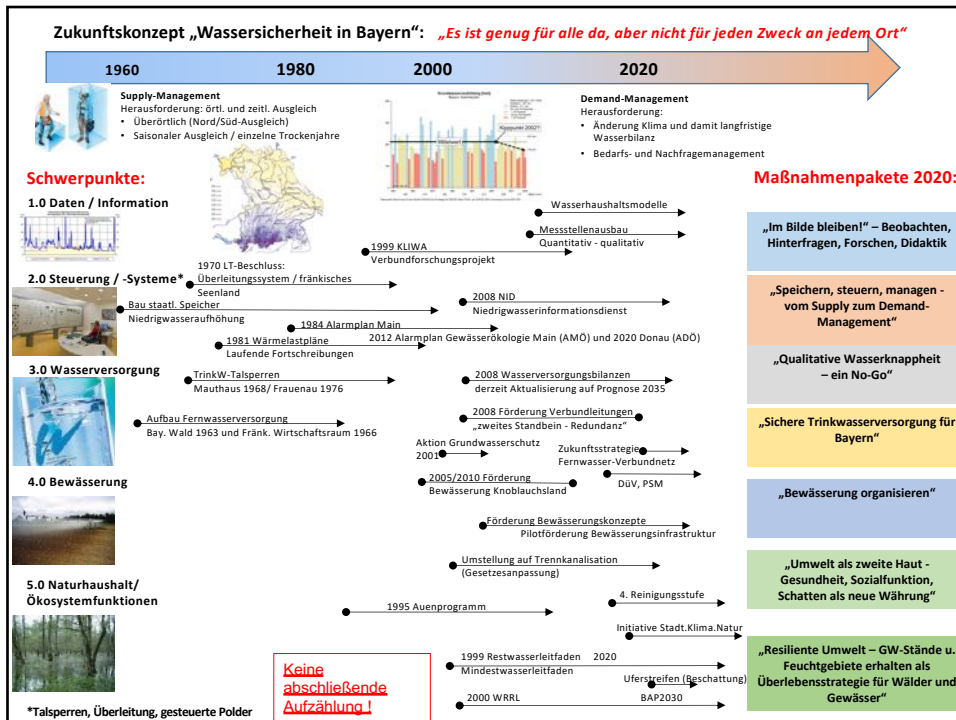 Zukunftskonzept „Wassersicherheit in Bayern“: „Es ist genug für alle da, aber nicht für jeden Zweck an jedem Ort“
1960 1980 2000 2020
Supply-Management
Herausforderung: örtl. und zeitl. Ausgleich
• Überörtlich (Nord/Süd-Ausgleich)
• Saisonaler Ausgleich / einzelne Trockenjahre
Kipppunkt 2002?
Mittelwert
Demand-Management
Herausforderung:
• Änderung Klima und damit langfristige
Wasserbilanz
• Bedarfs- und Nachfragemanagement
Schwerpunkte:
Maßnahmenpakete 2020:
1.0 Daten / Information
Wasserhaushaltsmodelle
Messstellenausbau
Quantitativ - qualitativ
1999 KLIWA
Verbundforschungsprojekt
„Im Bilde bleiben!“ – Beobachten,
Hinterfragen, Forschen, Didaktik
2.0 Steuerung / -Systeme*
1970 LT-Beschluss:
Überleitungssystem / fränkisches
Seenland
Bau staatl. Speicher
Niedrigwasseraufhöhung
2008 NID
Niedrigwasserinformationsdienst
1984 Alarmplan Main
2012 Alarmplan Gewässerökologie Main (AMÖ) und 2020 Donau (ADÖ)
1981 Wärmelastpläne
Laufende Fortschreibungen
„Speichern, steuern, managen -
vom Supply zum Demand-
Management“
„Qualitative Wasserknappheit
– ein No-Go“
3.0 Wasserversorgung
TrinkW-Talsperren
Mauthaus 1968/ Frauenau 1976
2008 Wasserversorgungsbilanzen
derzeit Aktualisierung auf Prognose 2035
Aufbau Fernwasserversorgung
Bay. Wald 1963 und Fränk. Wirtschaftsraum 1966
2008 Förderung Verbundleitungen
„zweites Standbein - Redundanz“
Aktion Grundwasserschutz
2001
Zukunftsstrategie
Fernwasser-Verbundnetz
„Sichere Trinkwasserversorgung für
Bayern“
4.0 Bewässerung
2005/2010 Förderung
Bewässerung Knoblauchsland
DüV, PSM
Förderung Bewässerungskonzepte
Pilotförderung Bewässerungsinfrastruktur
„Bewässerung organisieren“
Umstellung auf Trennkanalisation
(Gesetzesanpassung)
„Umwelt als zweite Haut -
Gesundheit, Sozialfunktion,
Schatten als neue Währung“
5.0 Naturhaushalt/
Ökosystemfunktionen
1995 Auenprogramm
4. Reinigungsstufe
Initiative Stadt.Klima.Natur
1999 Restwasserleitfaden 2020
Mindestwasserleitfaden
Uferstreifen (Beschattung)
2000 WRRL
BAP2030
„Resiliente Umwelt – GW-Stände u.
Feuchtgebiete erhalten als
Überlebensstrategie für Wälder und
Gewässer“
Keine
abschließende
Aufzählung !
*Talsperren, Überleitung, gesteuerte Polder